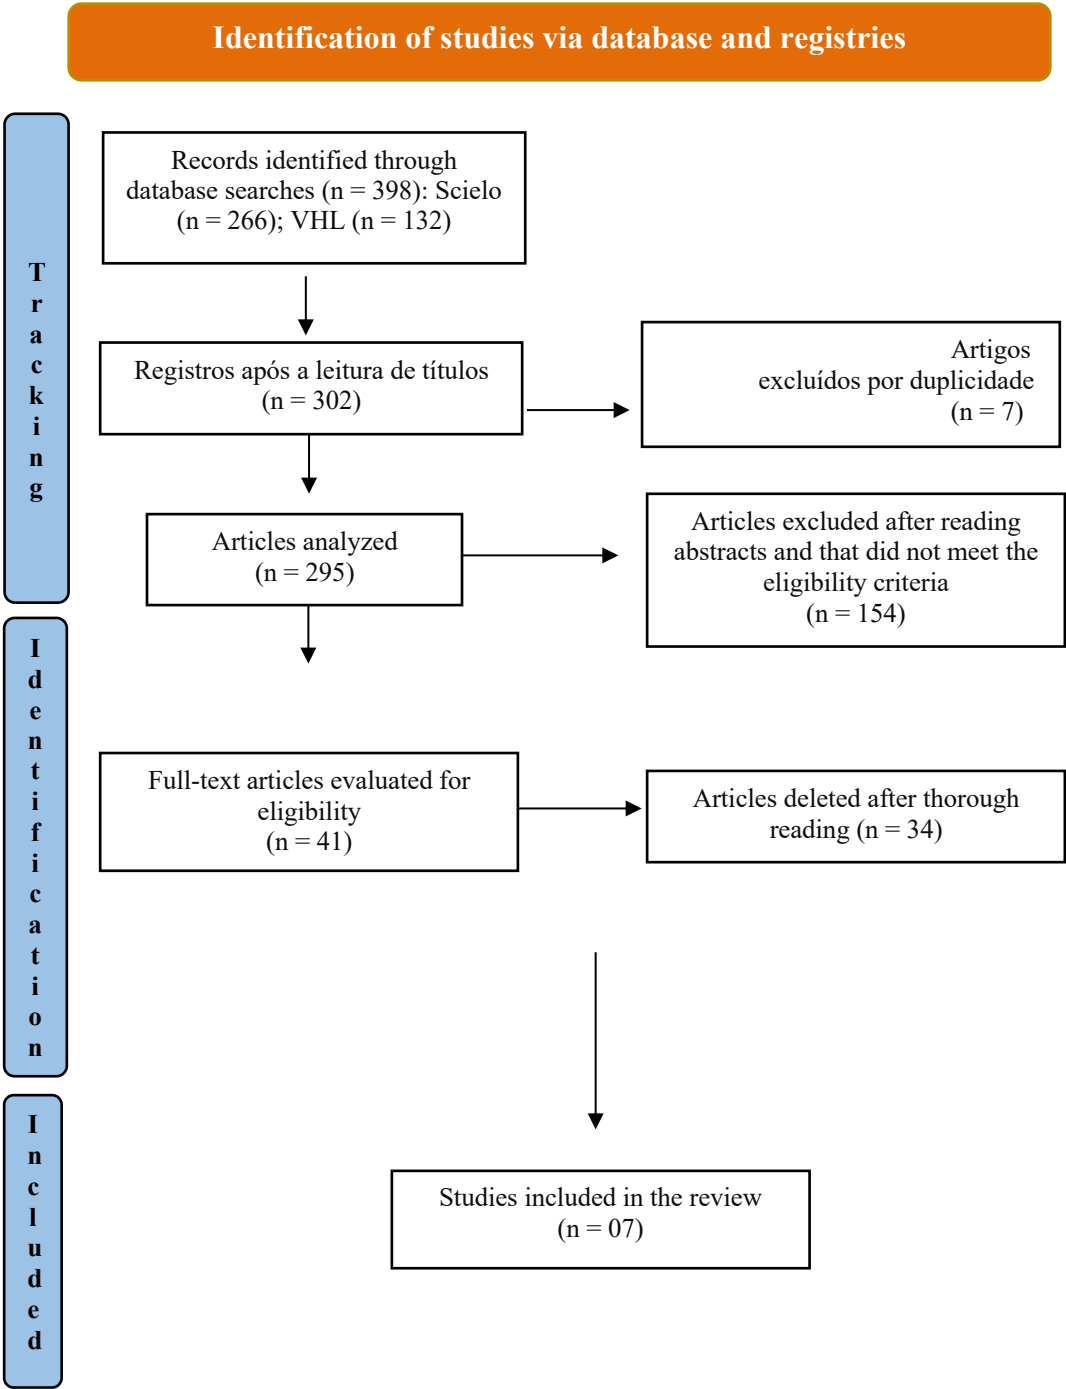 Identification of studies via database and registries
Tracking
Records identified through
database searches (n = 398): Scielo
(n = 266); VHL (n = 132)
Registros após a leitura de títulos
(n = 302)
Artigos
excluídos por duplicidade
(n = 7)
Articles analyzed
(n = 295)
Articles excluded after reading
abstracts and that did not meet the
eligibility criteria
(n = 154)
Identification
Full-text articles evaluated for
eligibility
(n = 41)
Articles deleted after thorough
reading (n = 34)
Included
Studies included in the review
(n = 07)